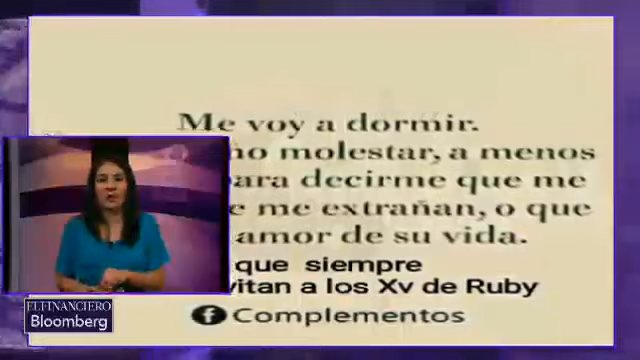 Me voy a dormir.
no molestar, a menos
para decirme que me
me extrañan, o que
amor de su vida.
que siempre
a los Xv de Ruby
Complementos
EL FINANCIERO
Bloomberg